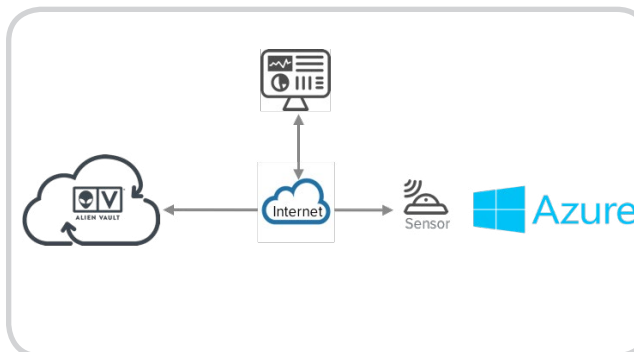 V
ALIEN VAULT
Internet
Sensor
Azure